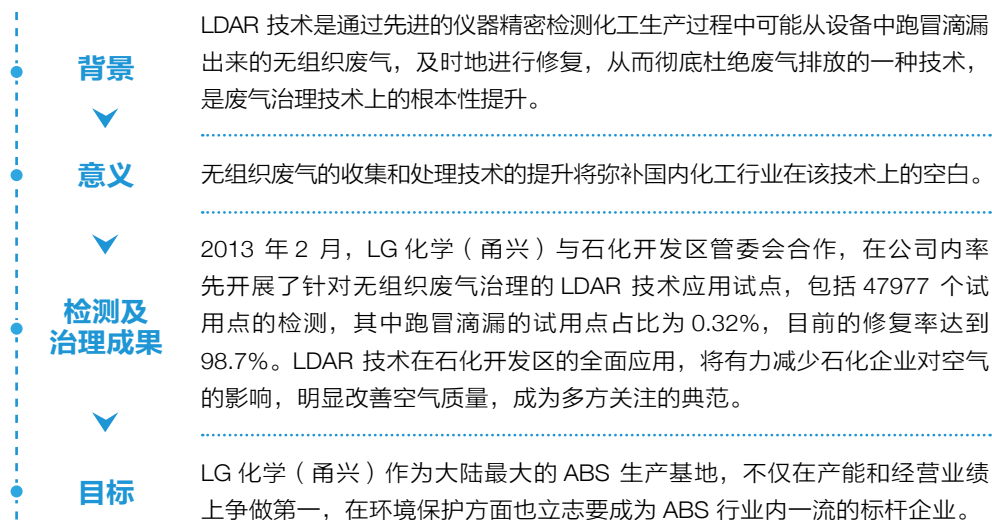 背景
LDAR 技术是通过先进的仪器精密检测化工生产过程中可能从设备中跑冒滴漏
出来的无组织废气，及时地进行修复，从而彻底杜绝废气排放的一种技术，
是废气治理技术上的根本性提升。
意义
无组织废气的收集和处理技术的提升将弥补国内化工行业在该技术上的空白。
检测及
治理成果
2013 年 2 月，LG 化学（甬兴）与石化开发区管委会合作，在公司内率
先开展了针对无组织废气治理的 LDAR 技术应用试点，包括 47977 个试
用点的检测，其中跑冒滴漏的试用点占比为 0.32%，目前的修复率达到
98.7%。LDAR 技术在石化开发区的全面应用，将有力减少石化企业对空气
的影响，明显改善空气质量，成为多方关注的典范。
目标
LG 化学（甬兴）作为大陆最大的 ABS 生产基地，不仅在产能和经营业绩
上争做第一，在环境保护方面也立志要成为 ABS 行业内一流的标杆企业。